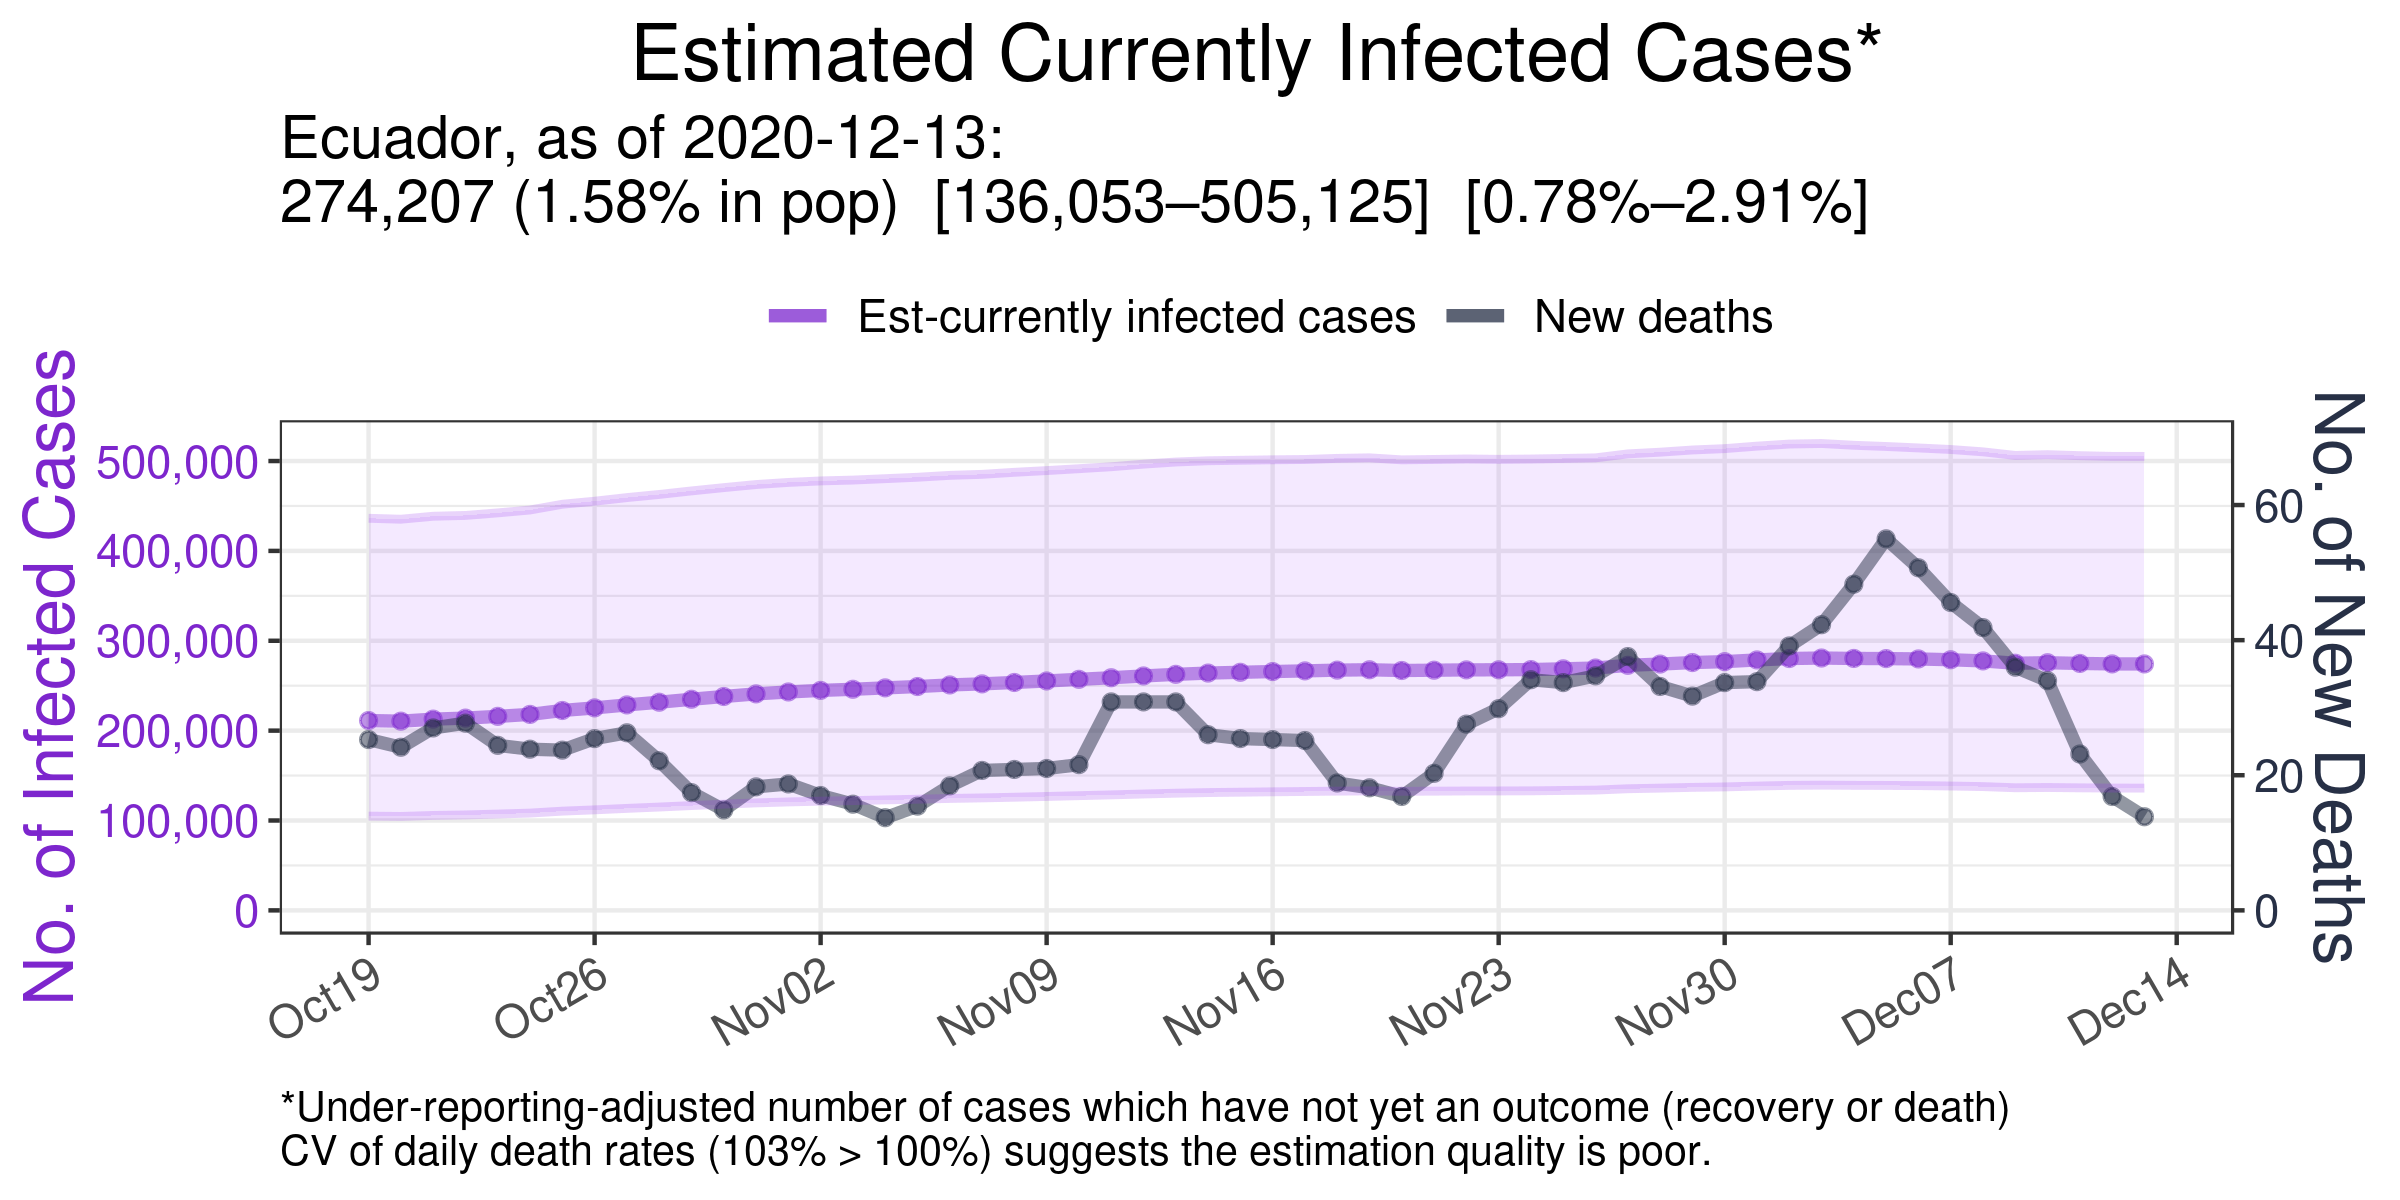 Estimated Currently Infected Cases*
Ecuador, as of 2020-12-13:
274,207 (1.58% in pop)  [136,053–505,125]  [0.78%–2.91%]
Est-currently infected cases
New deaths
No. of Infected Cases
500,000
400,000
300,000
200,000
100,000
0
No. of New Deaths
60
40
20
0
Oct19
Oct26
Nov02
Nov09
Nov16
Nov23
Nov30
Dec07
Dec14
*Under-reporting-adjusted number of cases which have not yet an outcome (recovery or death)
CV of daily death rates (103% > 100%) suggests the estimation quality is poor.